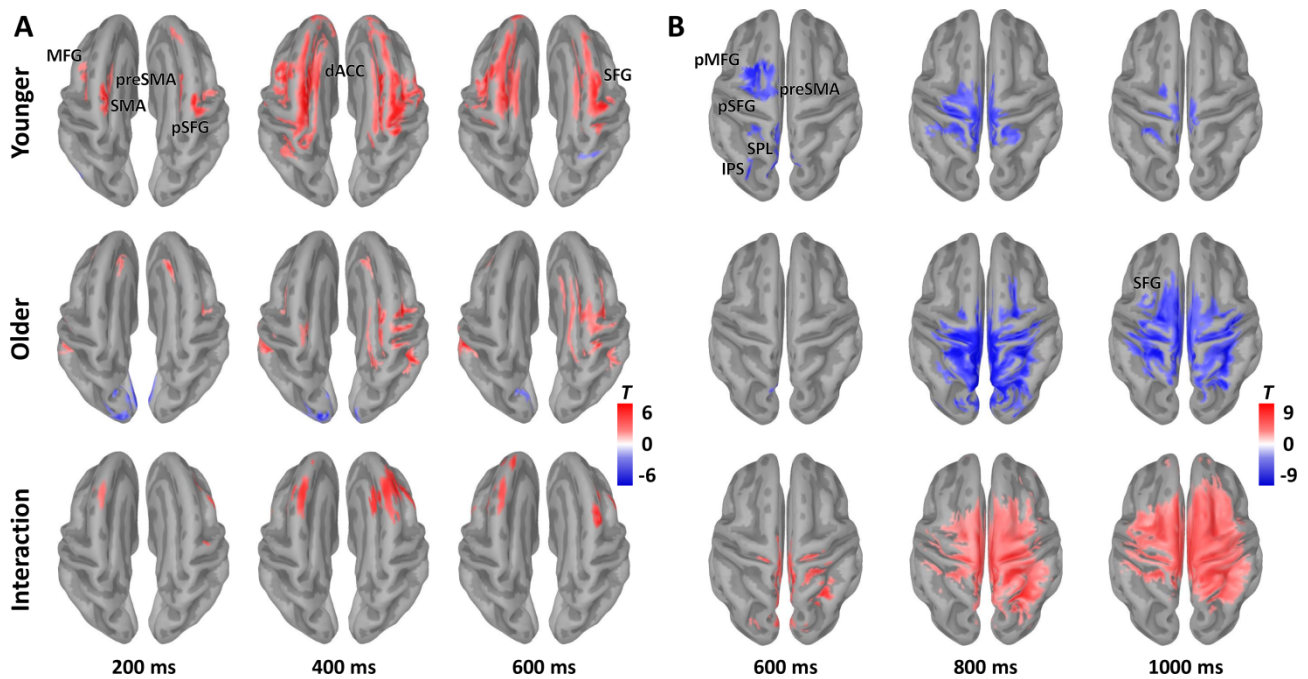 A
B
Younger
MFG
preSMA
SMA
pSFG
dACC
SFG
pMFG
preSMA
pSFG
SPL
IPS
Older
SFG
T
6
0
-6
T
9
0
-9
Interaction
200 ms
400 ms
600 ms
600 ms
800 ms
1000 ms